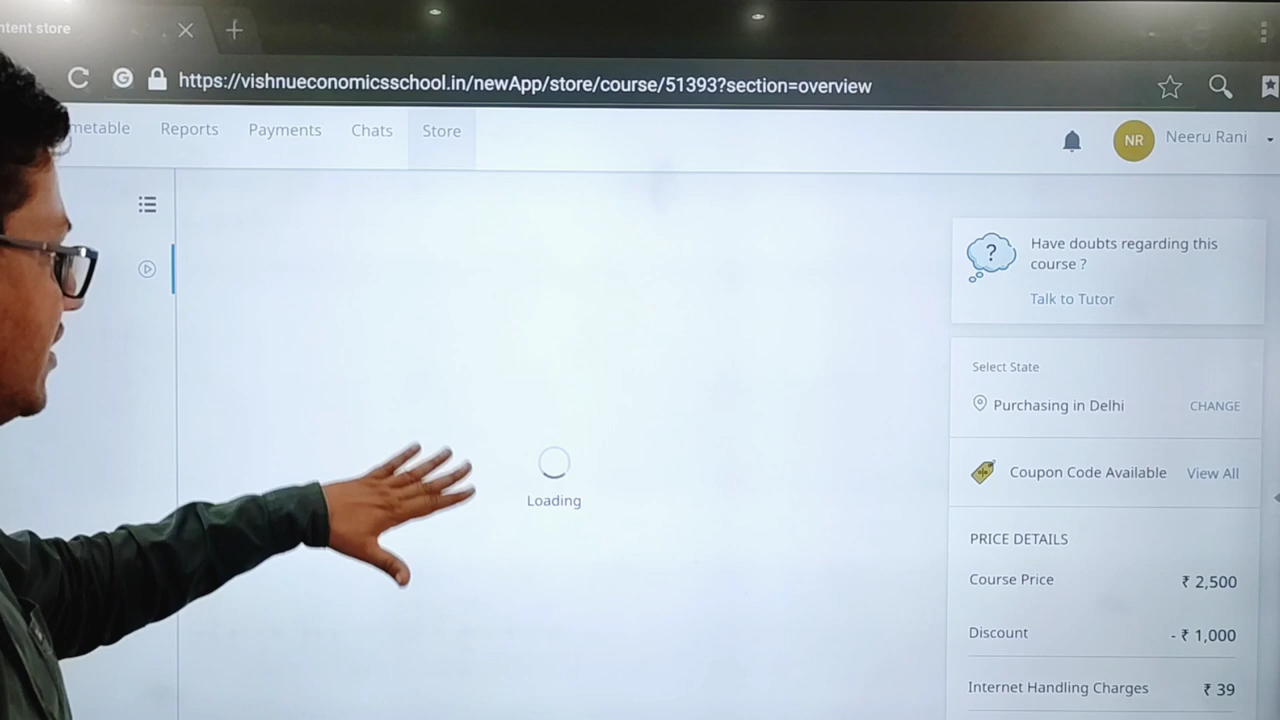 ntent store
https://vishnueconomicsschool.in/newApp/store/course/51393?section=overview
metable Reports Payments Chats Store
NR Neeru Rani
?
Have doubts regarding this
course ?
Talk to Tutor
Select State
Purchasing in Delhi CHANGE
Coupon Code Available View All
Loading
PRICE DETAILS
Course Price ₹ 2,500
Discount - ₹ 1,000
Internet Handling Charges ₹ 39